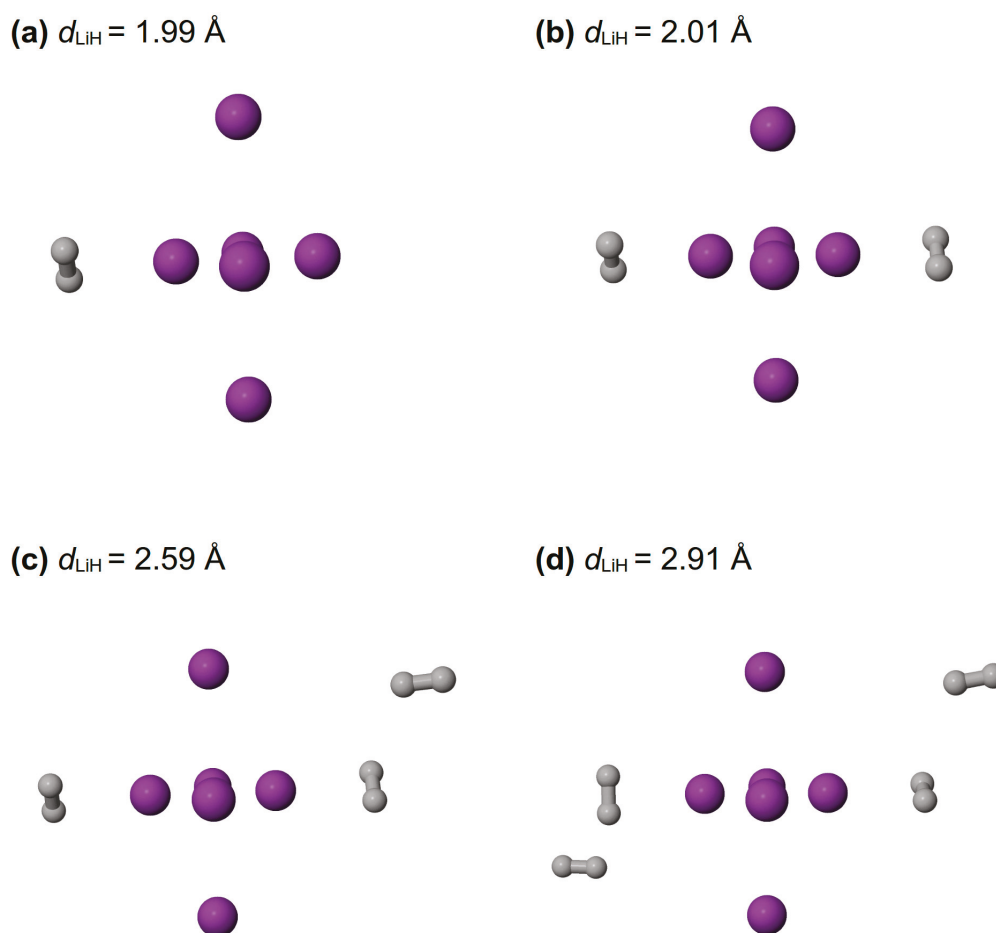 (a) dLiH = 1.99 Å
(b) dLiH = 2.01 Å
(c) dLiH = 2.59 Å
(d) dLiH = 2.91 Å